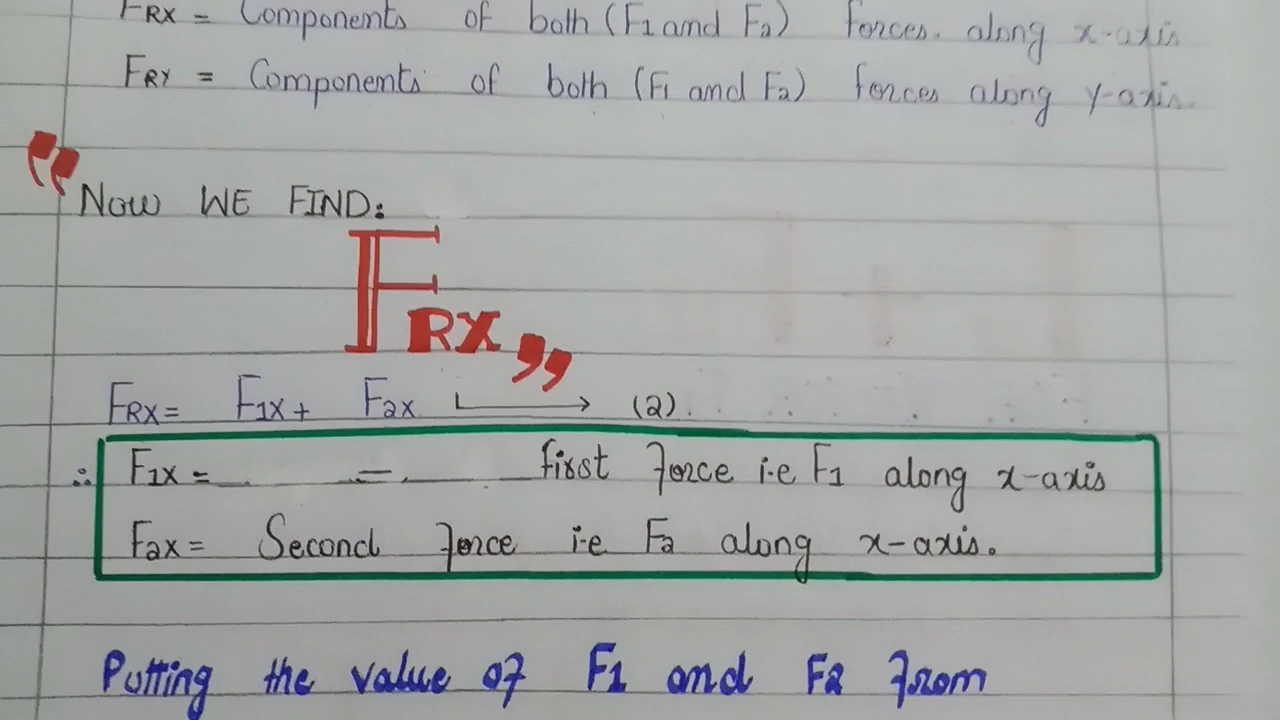 FRX = Components of both (F1 and F2) forces. along x-axis
FRY = Components of both (F1 and F2) forces along y-axis
"Now WE FIND:
FRX"
FRX = F1X + F2X → (2).
∴ F1X = _ = _ first force i.e F1 along x-axis
F2X = Second force i.e F2 along x-axis.
Putting the value of F1 and F2 from